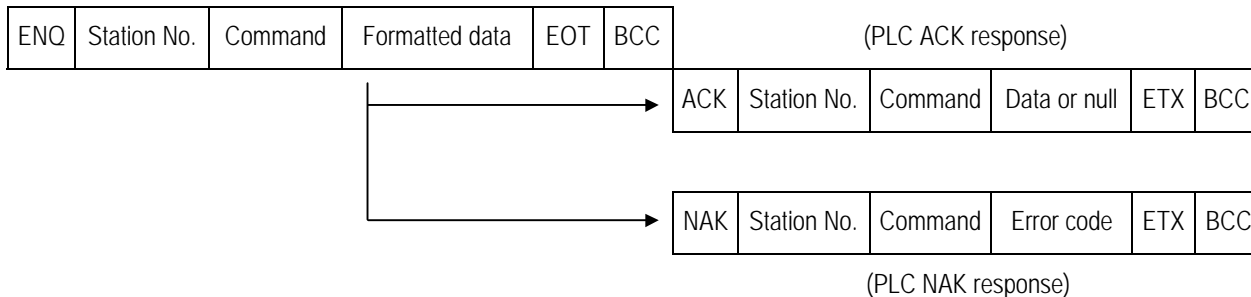 ENQ Station No. Command Formatted data EOT BCC
(PLC ACK response)
ACK Station No. Command Data or null ETX BCC
NAK Station No. Command Error code ETX BCC
(PLC NAK response)